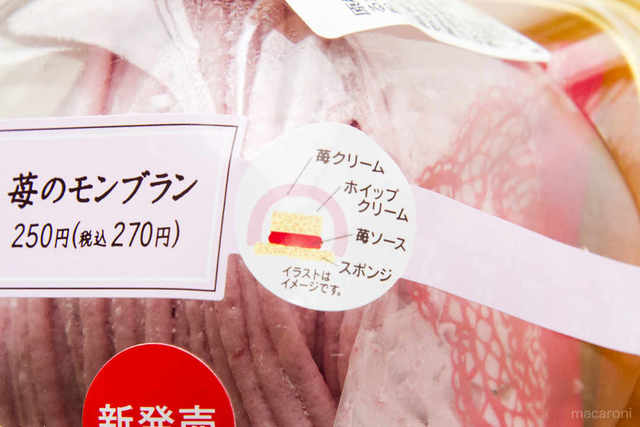 苺のモンブラン
250円(税込270円)
苺クリーム
ホイップ
クリーム
苺ソース
スポンジ
イラストは
イメージです。
新発売
macaroni